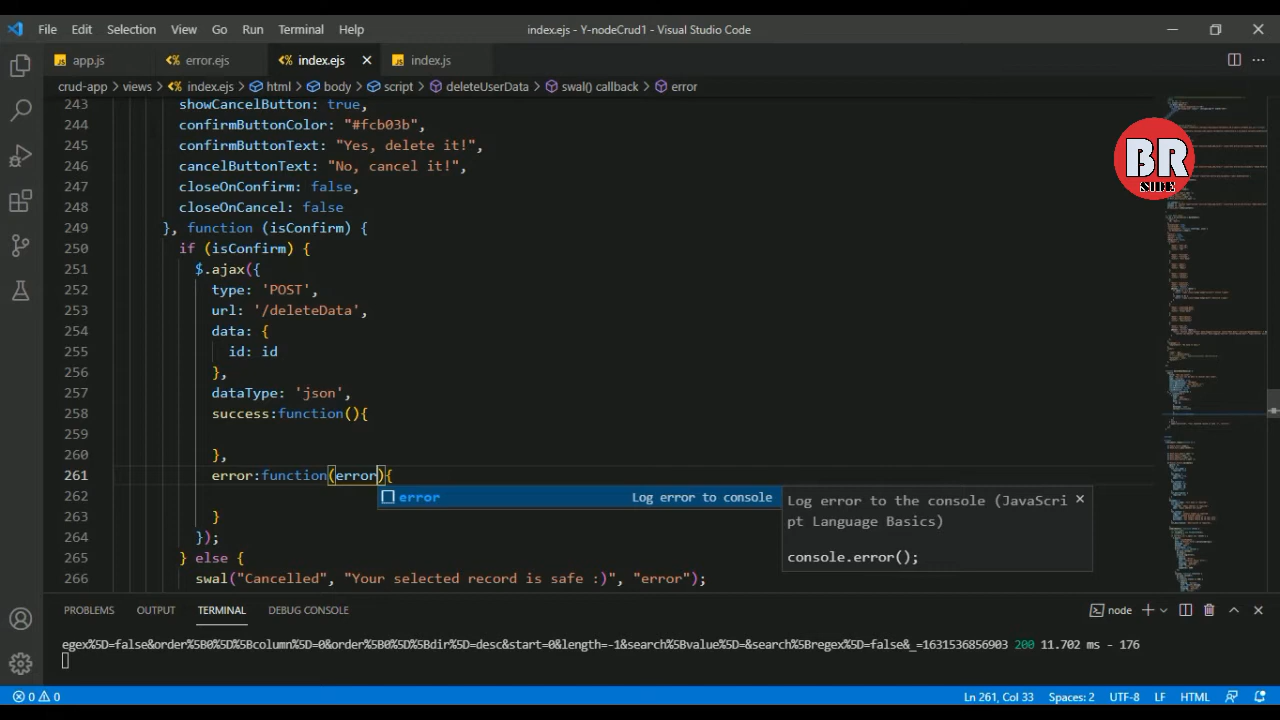 File Edit Selection View Go Run Terminal Help index.ejs - Y-nodeCrud1 - Visual Studio Code
app.js error.ejs index.ejs index.js
crud-app > views > index.ejs > html > body > script > deleteUserData > swal() callback > error
243 showCancelButton: true,
244 confirmButtonColor: "#fcb03b",
245 confirmButtonText: "Yes, delete it!",
246 cancelButtonText: "No, cancel it!",
247 closeOnConfirm: false,
248 closeOnCancel: false
249 }, function (isConfirm) {
250 if (isConfirm) {
251 $.ajax({
252 type: 'POST',
253 url: '/deleteData',
254 data: {
255 id: id
256 },
257 dataType: 'json',
258 success:function(){
259
260 },
261 error:function(error){
262
263 }
264 });
265 } else {
266 swal("Cancelled", "Your selected record is safe :)", "error");
error Log error to console
Log error to the console (JavaScri
pt Language Basics)
console.error();
BR
SIDE
PROBLEMS OUTPUT TERMINAL DEBUG CONSOLE node
egex%5D=false&order%5B0%5D%5Bcolumn%5D=0&order%5B0%5D%5Bdir%5D=desc&start=0&length=-1&search%5Bvalue%5D=&search%5Bregex%5D=false&_=1631536856903 200 11.702 ms - 176
0 0 Ln 261, Col 33 Spaces: 2 UTF-8 LF HTML